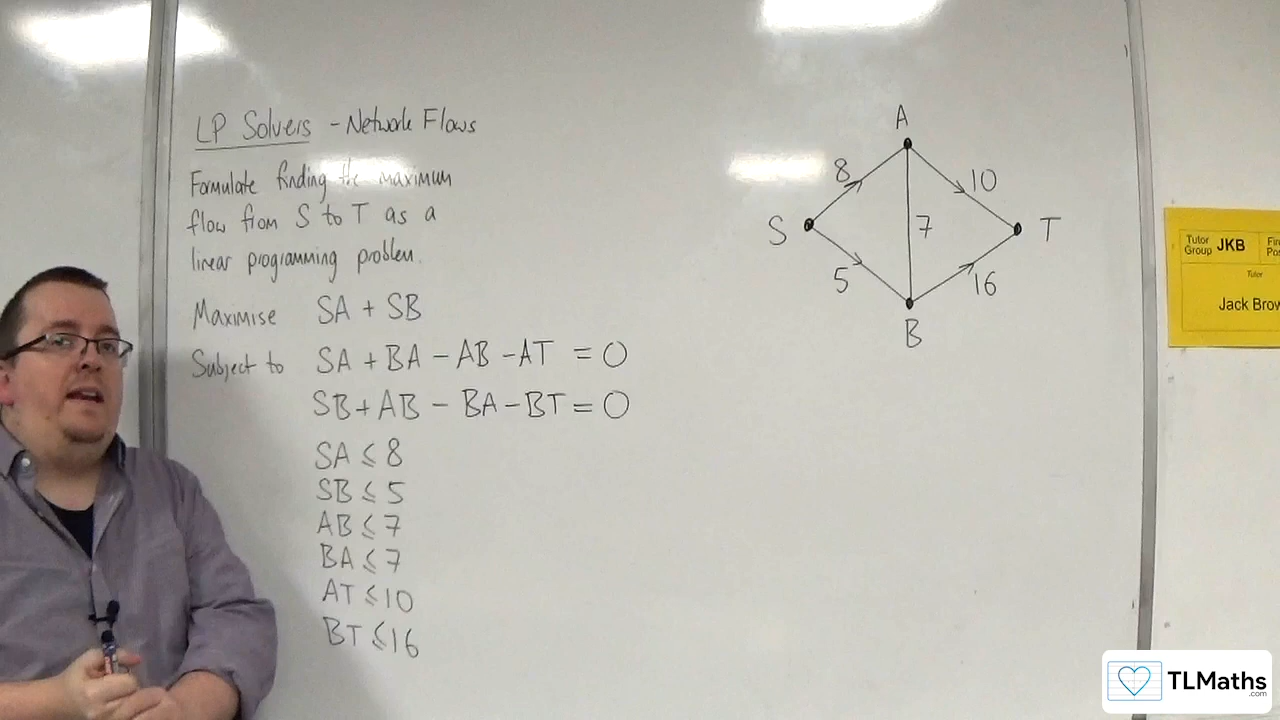 LP Solvers - Network Flows
Formulate finding the maximum
flow from S to T as a
linear programming problem.
Maximise SA + SB
Subject to SA + BA - AB - AT = 0
SB + AB - BA - BT = 0
SA ≤ 8
SB ≤ 5
AB ≤ 7
BA ≤ 7
AT ≤ 10
BT ≤ 16
A
8
10
S
7
T
5
16
B
Tutor
Group JKB
Tutor
Jack
TLMaths
.com